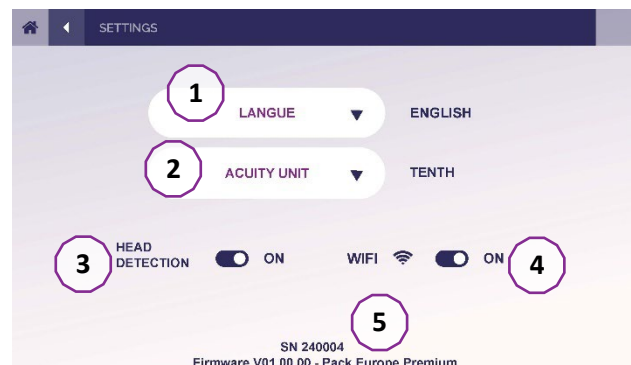 SETTINGS
1
LANGUE ENGLISH
2
ACUITY UNIT TENTH
3
HEAD
DETECTION ON WIFI ON
4
5
SN 240004
Firmware V01.00.00 - Pack Europe Premium